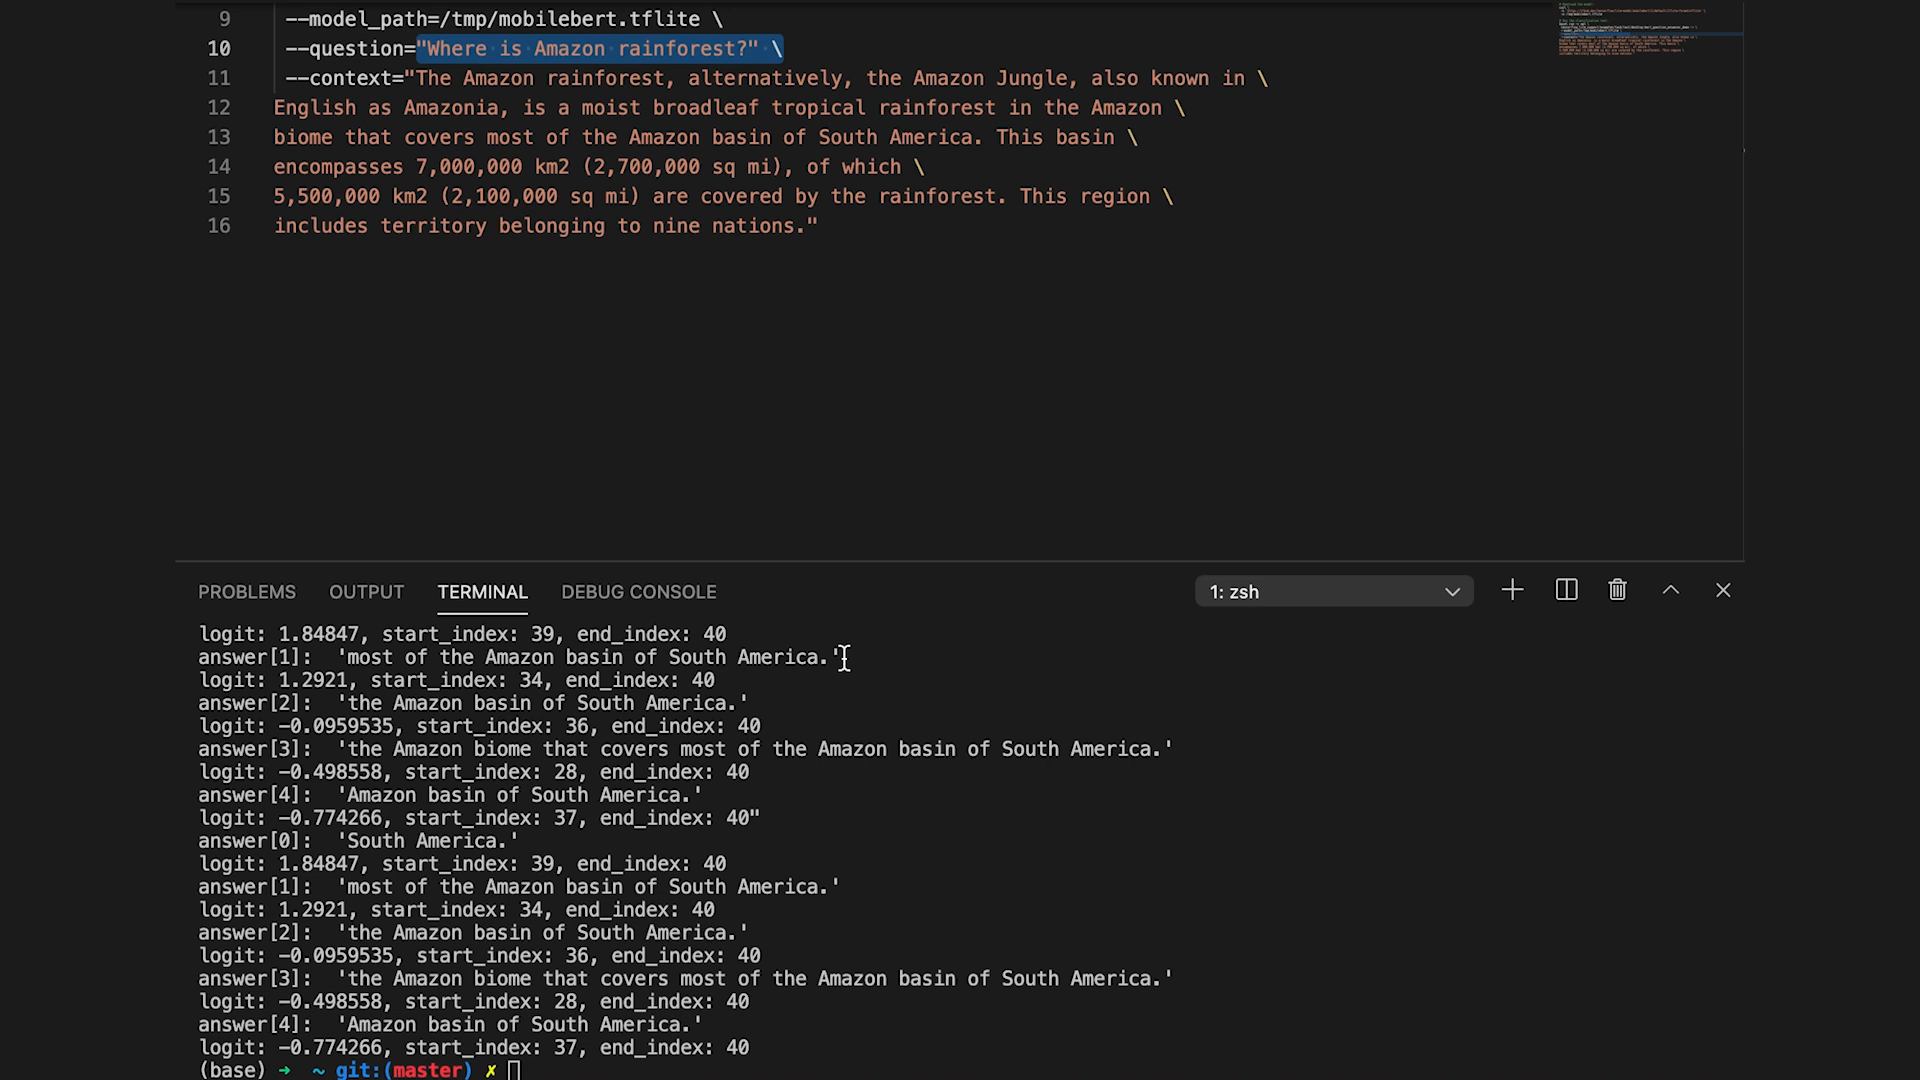 9 --model_path=/tmp/mobilebert.tflite \
10 --question="Where is Amazon rainforest?" \
11 --context="The Amazon rainforest, alternatively, the Amazon Jungle, also known in \
12 English as Amazonia, is a moist broadleaf tropical rainforest in the Amazon \
13 biome that covers most of the Amazon basin of South America. This basin \
14 encompasses 7,000,000 km2 (2,700,000 sq mi), of which \
15 5,500,000 km2 (2,100,000 sq mi) are covered by the rainforest. This region \
16 includes territory belonging to nine nations."
PROBLEMS OUTPUT TERMINAL DEBUG CONSOLE 1: zsh
logit: 1.84847, start_index: 39, end_index: 40
answer[1]:  'most of the Amazon basin of South America.'
logit: 1.2921, start_index: 34, end_index: 40
answer[2]:  'the Amazon basin of South America.'
logit: -0.0959535, start_index: 36, end_index: 40
answer[3]:  'the Amazon biome that covers most of the Amazon basin of South America.'
logit: -0.498558, start_index: 28, end_index: 40
answer[4]:  'Amazon basin of South America.'
logit: -0.774266, start_index: 37, end_index: 40"
answer[0]:  'South America.'
logit: 1.84847, start_index: 39, end_index: 40
answer[1]:  'most of the Amazon basin of South America.'
logit: 1.2921, start_index: 34, end_index: 40
answer[2]:  'the Amazon basin of South America.'
logit: -0.0959535, start_index: 36, end_index: 40
answer[3]:  'the Amazon biome that covers most of the Amazon basin of South America.'
logit: -0.498558, start_index: 28, end_index: 40
answer[4]:  'Amazon basin of South America.'
logit: -0.774266, start_index: 37, end_index: 40
(base) ➜ ~ git:(master) ✗